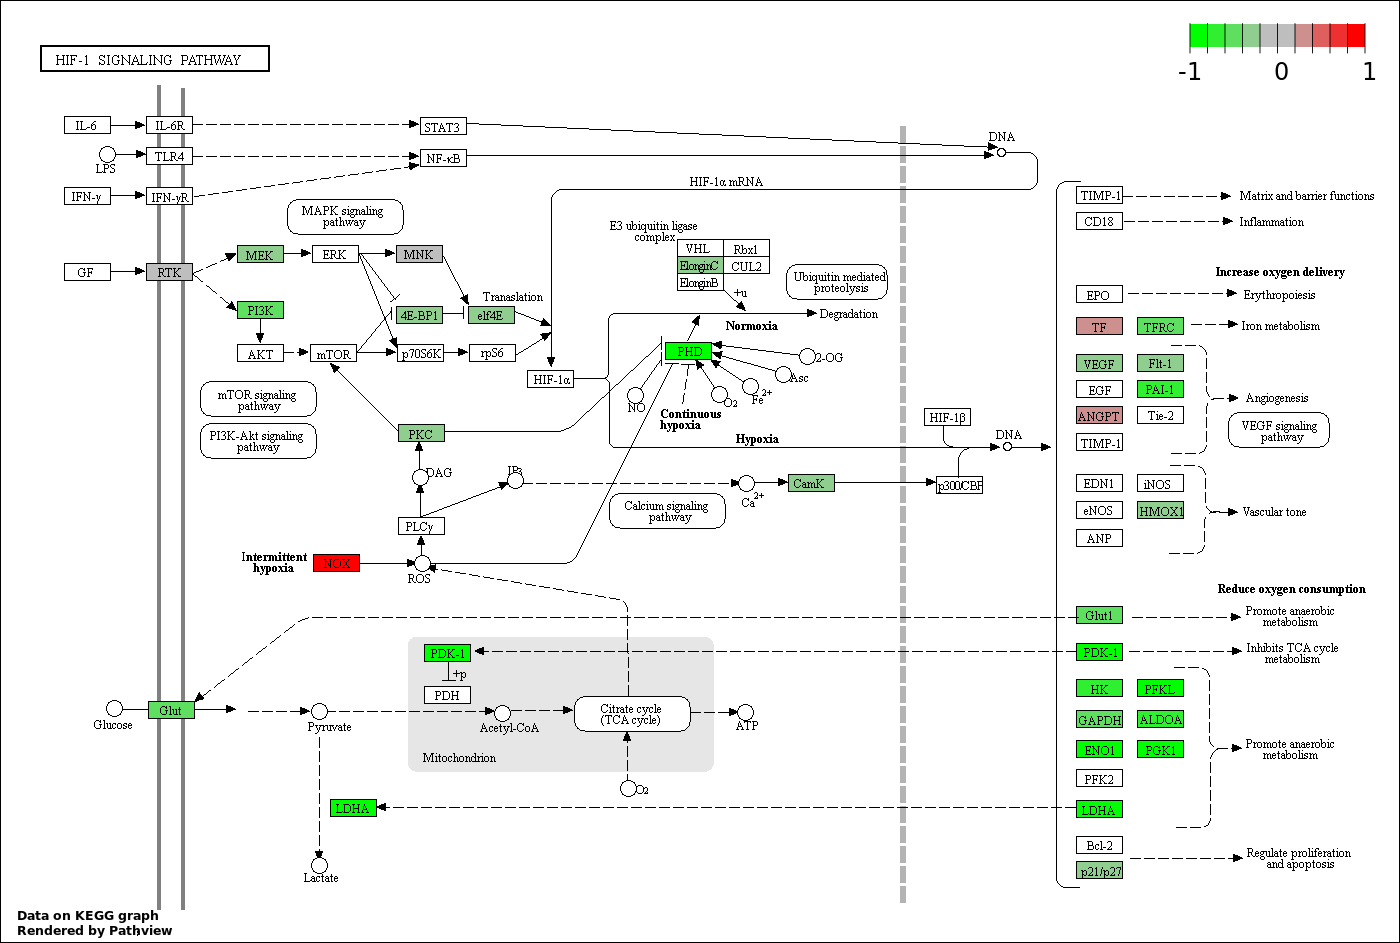 HIF-1 SIGNALING PATHWAY
-1 0 1
IL-6
IL-6R
STAT3
DNA
LPS
TLR4
NF-κB
IFN-γ
IFN-γR
HIF-1α mRNA
MAPK signaling
pathway
E3 ubiquitin ligase
complex
VHL
Rbx1
ElonginC
CUL2
ElonginB
+u
Ubiquitin mediated
proteolysis
GF
RTK
MEK
ERK
MNK
PI3K
4E-BP1
eIf4E
Translation
Degradation
Normoxia
AKT
mTOR
p70S6K
rpS6
HIF-1α
PHD
2-OG
Asc
Fe2+
O2
NO
Continuous
hypoxia
Hypoxia
mTOR signaling
pathway
PI3K-Akt signaling
pathway
PKC
DAG
IP3
PLCγ
Ca2+
CamK
Calcium signaling
pathway
HIF-1β
DNA
p300/CBP
Intermittent
hypoxia
NOX
ROS
TIMP-1
Matrix and barrier functions
CD18
Inflammation
Increase oxygen delivery
EPO
Erythropoiesis
TF
TFRC
Iron metabolism
VEGF
Flt-1
EGF
PAI-1
Angiogenesis
ANGPT
Tie-2
TIMP-1
VEGF signaling
pathway
EDN1
iNOS
eNOS
HMOX1
Vascular tone
ANP
Reduce oxygen consumption
Glut1
Promote anaerobic
metabolism
PDK-1
Inhibits TCA cycle
metabolism
HK
PFKL
GAPDH
ALDOA
ENO1
PGK1
Promote anaerobic
metabolism
PFK2
LDHA
Bcl-2
p21/p27
Regulate proliferation
and apoptosis
PDK-1
+p
PDH
Glucose
Glut
Pyruvate
Acetyl-CoA
Citrate cycle
(TCA cycle)
ATP
Mitochondrion
O2
LDHA
Lactate
Data on KEGG graph
Rendered by Pathview